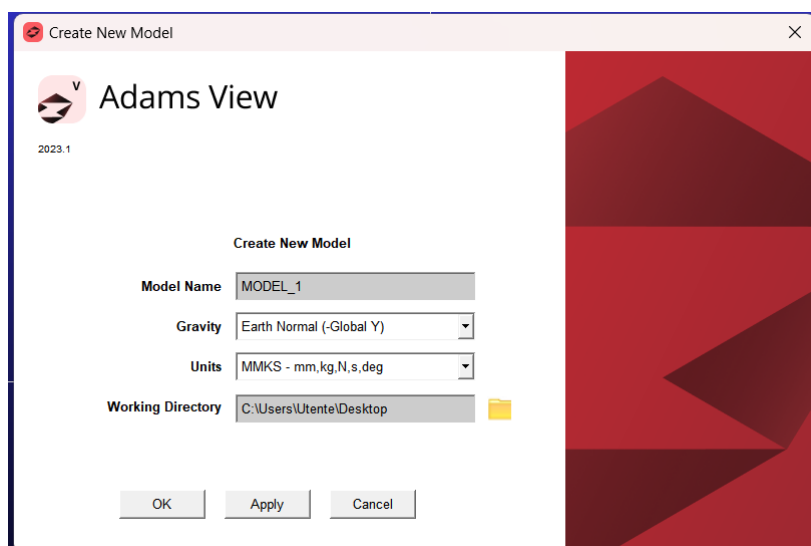 Create New Model
V
Adams View
2023.1
Create New Model
Model Name MODEL_1
Gravity Earth Normal (-Global Y)
Units MMKS - mm,kg,N,s,deg
Working Directory C:\Users\Utente\Desktop
OK Apply Cancel